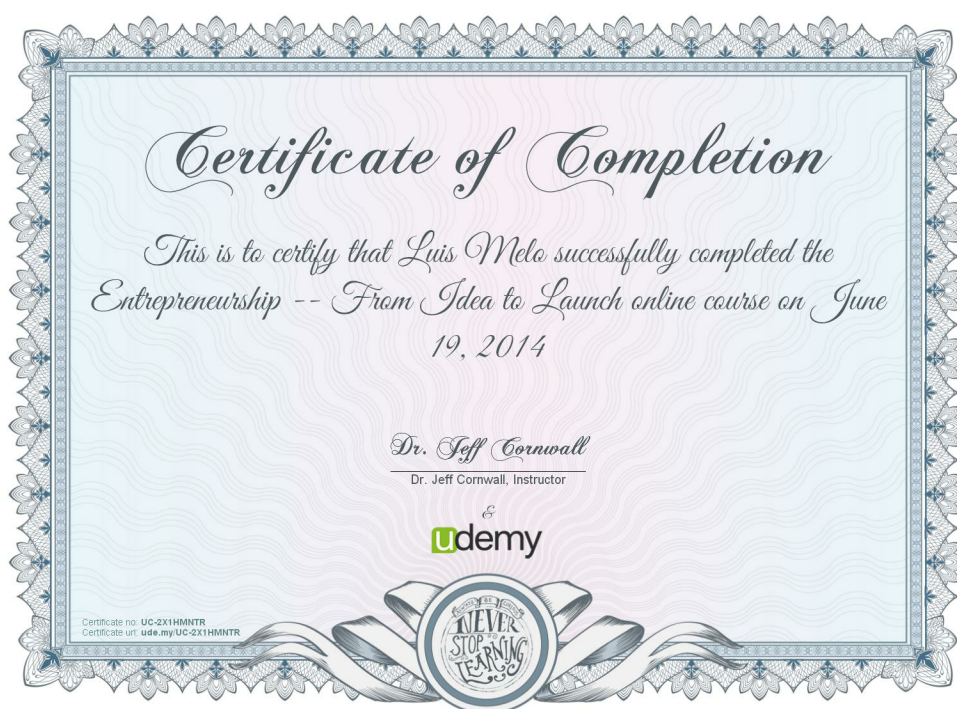 Certificate of Completion
This is to certify that Luis Melo successfully completed the
Entrepreneurship -- From Idea to Launch online course on June
19, 2014
Dr. Jeff Cornwall
Dr. Jeff Cornwall, Instructor
&
udemy
Certificate no: UC-2X1HMNTR
Certificate url: ude.my/UC-2X1HMNTR
NEVER
STOP
LEARNING